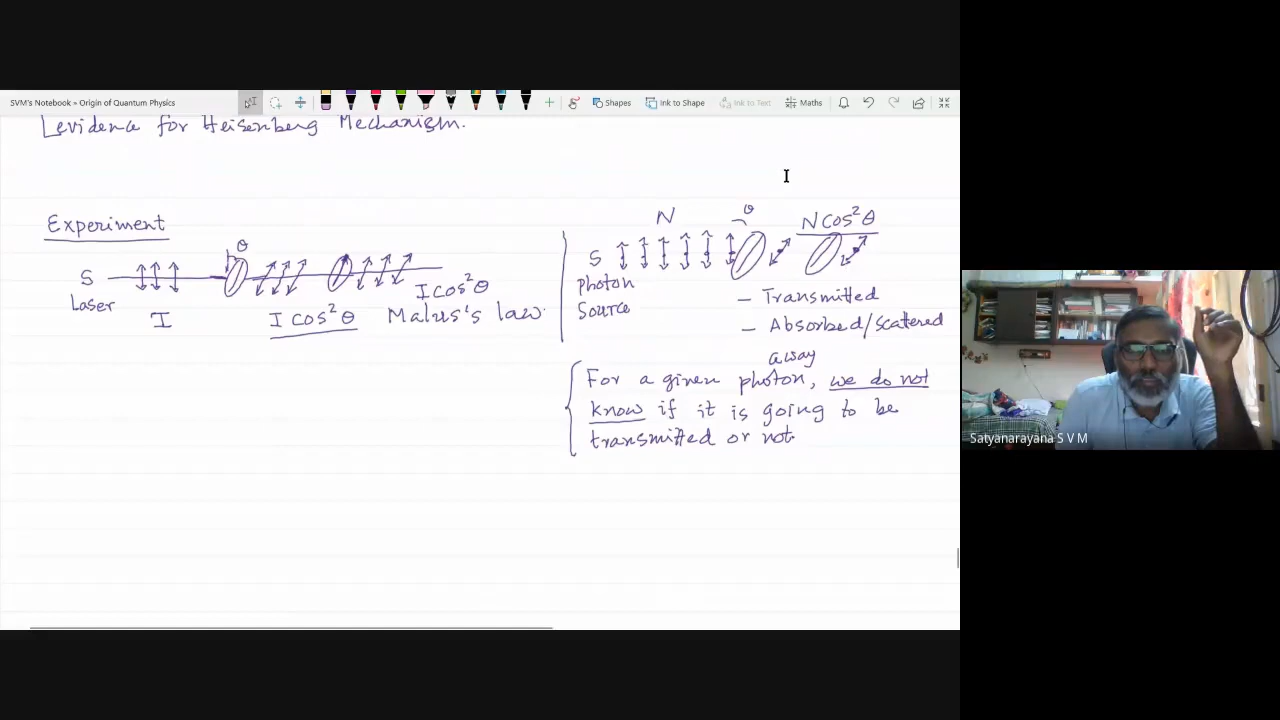 SVM's Notebook » Origin of Quantum Physics
Shapes
Ink to Shape
Ink to Text
Maths
evidence for Heisenberg Mechanism.
Experiment
θ
S
Laser
I
I cos²θ
I cos²θ
Malus's law.
N
θ
N cos²θ
S
photon
source
- Transmitted
- Absorbed/scatered
away
For a given photon, we do not
know if it is going to be
transmitted or not.
Satyanarayana S V M